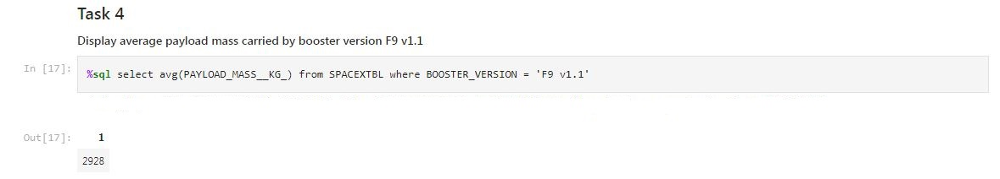 Task 4
Display average payload mass carried by booster version F9 v1.1
In [17]: %sql select avg(PAYLOAD_MASS__KG_) from SPACEXTBL where BOOSTER_VERSION = 'F9 v1.1'
Out[17]: 1
2928